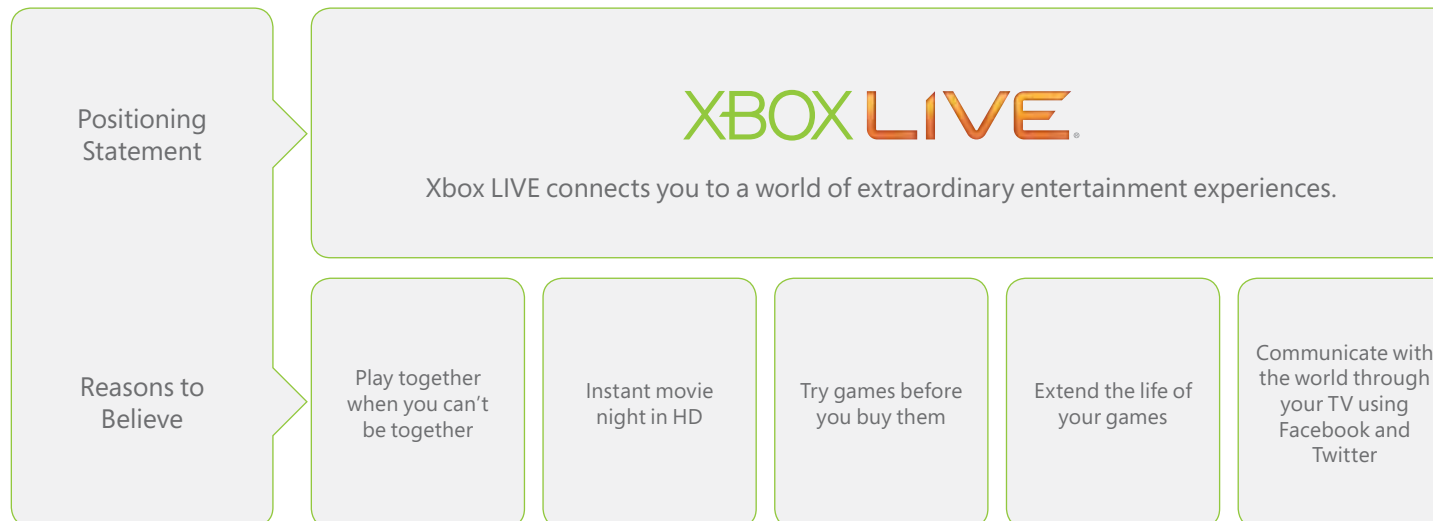 Positioning
Statement
XBOX LIVE®
Xbox LIVE connects you to a world of extraordinary entertainment experiences.
Reasons to
Believe
Play together
when you can't
be together
Instant movie
night in HD
Try games before
you buy them
Extend the life of
your games
Communicate with
the world through
your TV using
Facebook and
Twitter